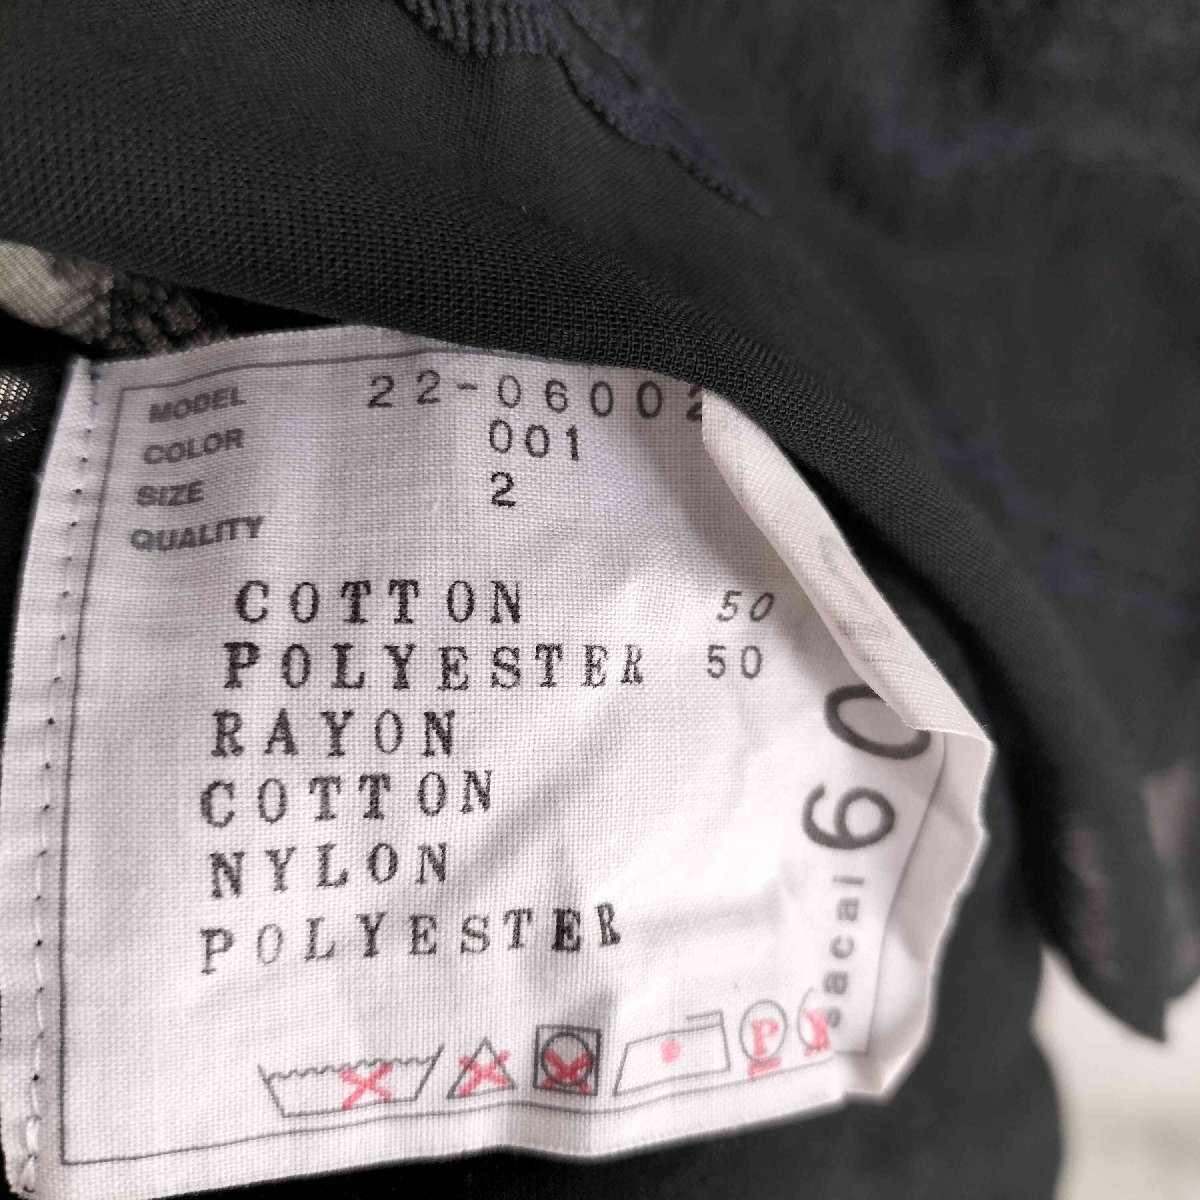 MODEL 22-06002
COLOR 001
SIZE 2
QUALITY
COTTON 50
POLYESTER 50
RAYON
COTTON
NYLON
POLYESTER
P
sacai
60